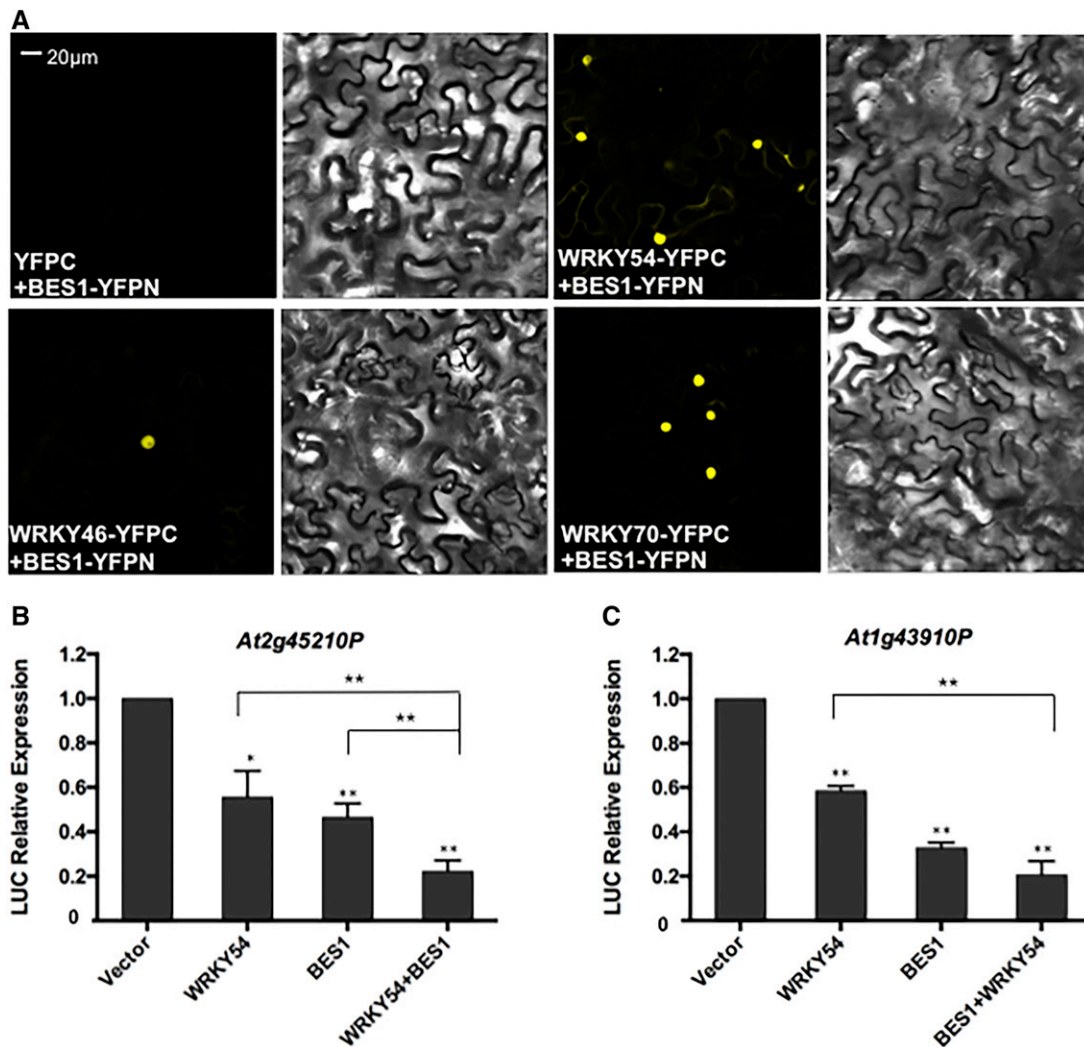 A
20µm
YFPC
+BES1-YFPN
WRKY54-YFPC
+BES1-YFPN
WRKY46-YFPC
+BES1-YFPN
WRKY70-YFPC
+BES1-YFPN
B
At2g45210P
LUC Relative Expression
1.2
1.0
0.8
0.6
0.4
0.2
0
**
**
*
**
**
Vector
WRKY54
BES1
WRKY54+BES1
C
At1g43910P
LUC Relative Expression
1.2
1.0
0.8
0.6
0.4
0.2
0
**
**
**
**
Vector
WRKY54
BES1
BES1+WRKY54